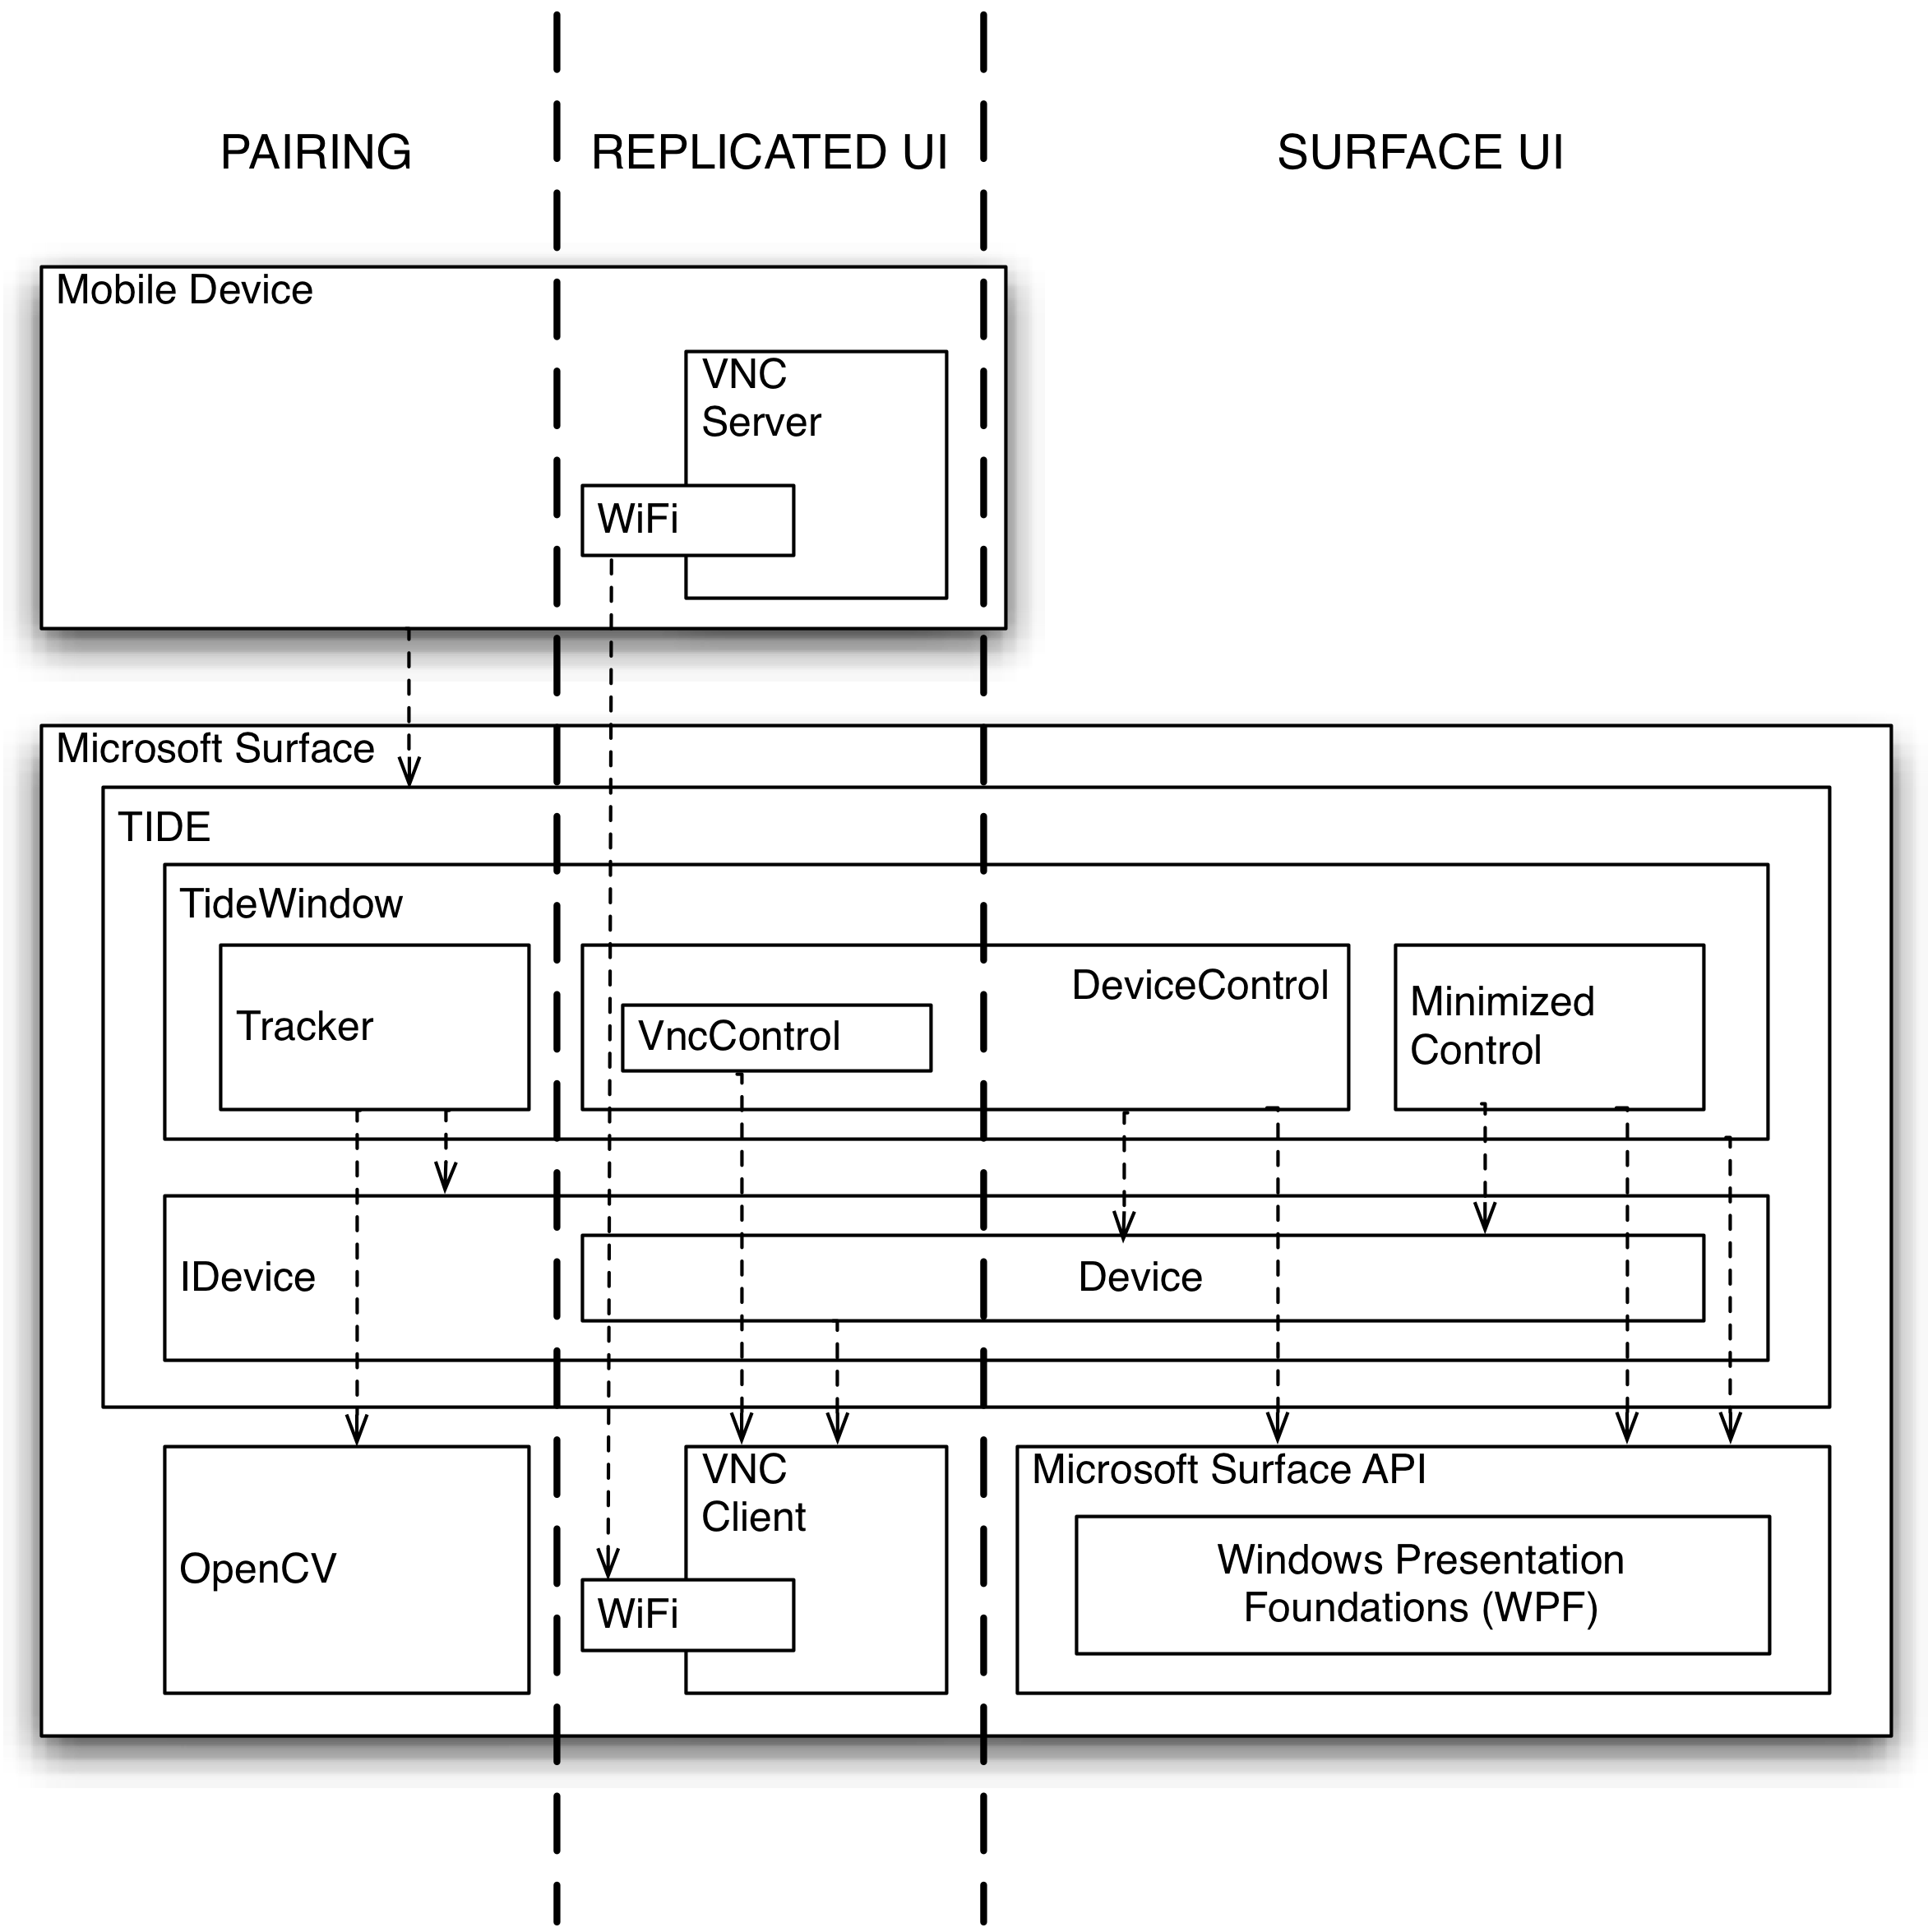 PAIRING
REPLICATED UI
SURFACE UI
Mobile Device
VNC
Server
WiFi
Microsoft Surface
TIDE
TideWindow
Tracker
VncControl
DeviceControl
Minimized
Control
IDevice
Device
OpenCV
VNC
Client
WiFi
Microsoft Surface API
Windows Presentation
Foundations (WPF)